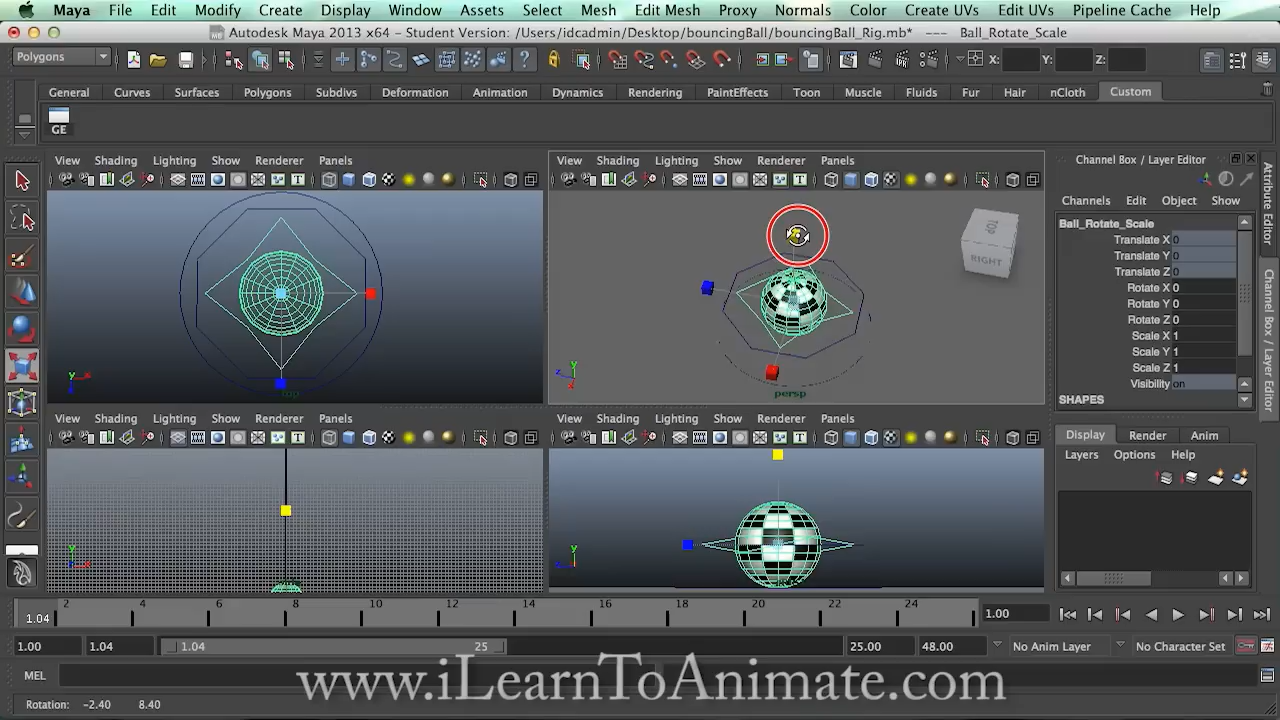 Maya File Edit Modify Create Display Window Assets Select Mesh Edit Mesh Proxy Normals Color Create UVs Edit UVs Pipeline Cache Help
Autodesk Maya 2013 x64 - Student Version: /Users/idcadmin/Desktop/bouncingBall/bouncingBall_Rig.mb* --- Ball_Rotate_Scale
Polygons X: Y: Z:
General Curves Surfaces Polygons Subdivs Deformation Animation Dynamics Rendering PaintEffects Toon Muscle Fluids Fur Hair nCloth Custom
GE
View Shading Lighting Show Renderer Panels
View Shading Lighting Show Renderer Panels
Channel Box / Layer Editor
Channels Edit Object Show
Ball_Rotate_Scale
Translate X 0
Translate Y 0
Translate Z 0
Rotate X 0
Rotate Y 0
Rotate Z 0
Scale X 1
Scale Y 1
Scale Z 1
Visibility on
SHAPES
Attribute Editor
Channel Box / Layer Editor
TOP
RIGHT
y
x
top
y
z
x
persp
View Shading Lighting Show Renderer Panels
View Shading Lighting Show Renderer Panels
Display Render Anim
Layers Options Help
y
x
y
z
1.04 2 4 6 8 10 12 14 16 18 20 22 24 1.00
1.00 1.04 1.04 25 25.00 48.00 No Anim Layer No Character Set
MEL
www.iLearnToAnimate.com
Rotation: -2.40 8.40